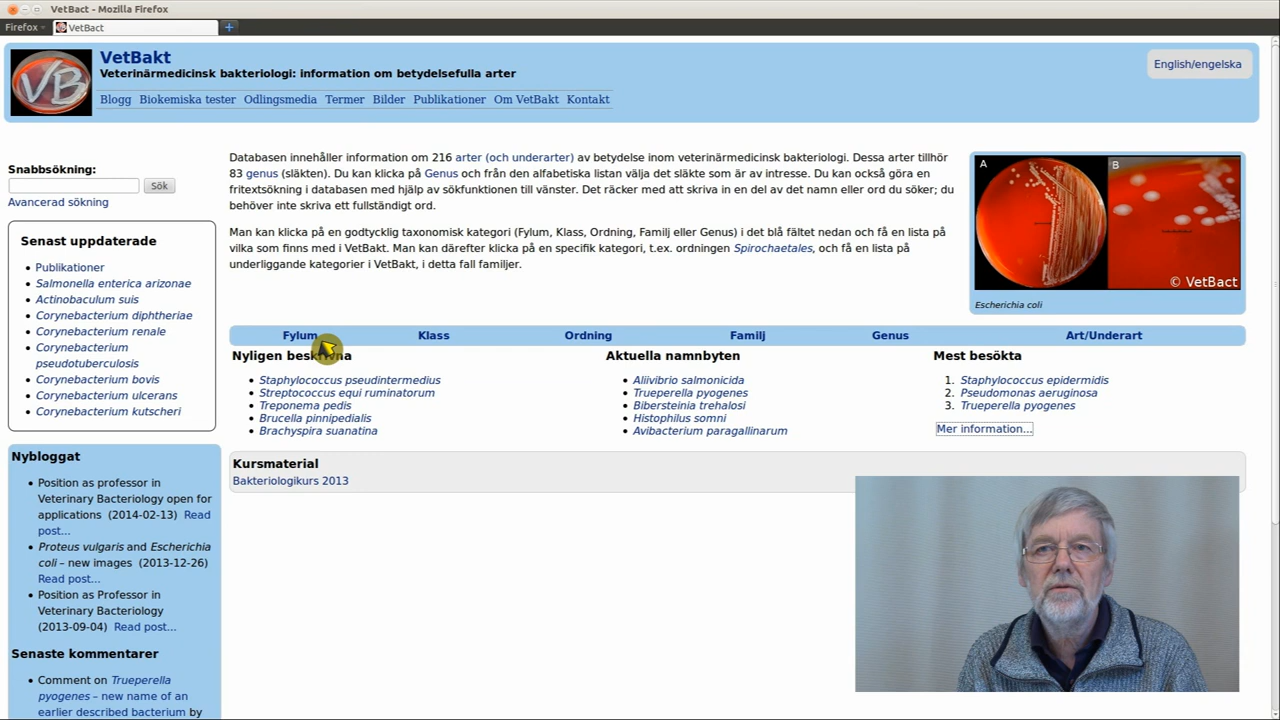 VetBact - Mozilla Firefox
Firefox
VetBact
VB
VetBakt
Veterinärmedicinsk bakteriologi: information om betydelsefulla arter
English/engelska
Blogg Biokemiska tester Odlingsmedia Termer Bilder Publikationer Om VetBakt Kontakt
Snabbsökning:
Sök
Avancerad sökning
Senast uppdaterade
Publikationer
Salmonella enterica arizonae
Actinobaculum suis
Corynebacterium diphtheriae
Corynebacterium renale
Corynebacterium
pseudotuberculosis
Corynebacterium bovis
Corynebacterium ulcerans
Corynebacterium kutscheri
Nybloggat
Position as professor in
Veterinary Bacteriology open for
applications (2014-02-13) Read
post...
Proteus vulgaris and Escherichia
coli – new images (2013-12-26)
Read post...
Position as Professor in
Veterinary Bacteriology
(2013-09-04) Read post...
Senaste kommentarer
Comment on Trueperella
pyogenes – new name of an
earlier described bacterium by
Databasen innehåller information om 216 arter (och underarter) av betydelse inom veterinärmedicinsk bakteriologi. Dessa arter tillhör
83 genus (släkten). Du kan klicka på Genus och från den alfabetiska listan välja det släkte som är av intresse. Du kan också göra en
fritextsökning i databasen med hjälp av sökfunktionen till vänster. Det räcker med att skriva in en del av det namn eller ord du söker; du
behöver inte skriva ett fullständigt ord.
Man kan klicka på en godtycklig taxonomisk kategori (Fylum, Klass, Ordning, Familj eller Genus) i det blå fältet nedan och få en lista på
vilka som finns med i VetBakt. Man kan därefter klicka på en specifik kategori, t.ex. ordningen Spirochaetales, och få en lista på
underliggande kategorier i VetBakt, i detta fall familjer.
A
B
© VetBact
Escherichia coli
Fylum Klass Ordning Familj Genus Art/Underart
Nyligen beskrivna
Staphylococcus pseudintermedius
Streptococcus equi ruminatorum
Treponema pedis
Brucella pinnipedialis
Brachyspira suanatina
Aktuella namnbyten
Aliivibrio salmonicida
Trueperella pyogenes
Bibersteinia trehalosi
Histophilus somni
Avibacterium paragallinarum
Mest besökta
1. Staphylococcus epidermidis
2. Pseudomonas aeruginosa
3. Trueperella pyogenes
Mer information...
Kursmaterial
Bakteriologikurs 2013